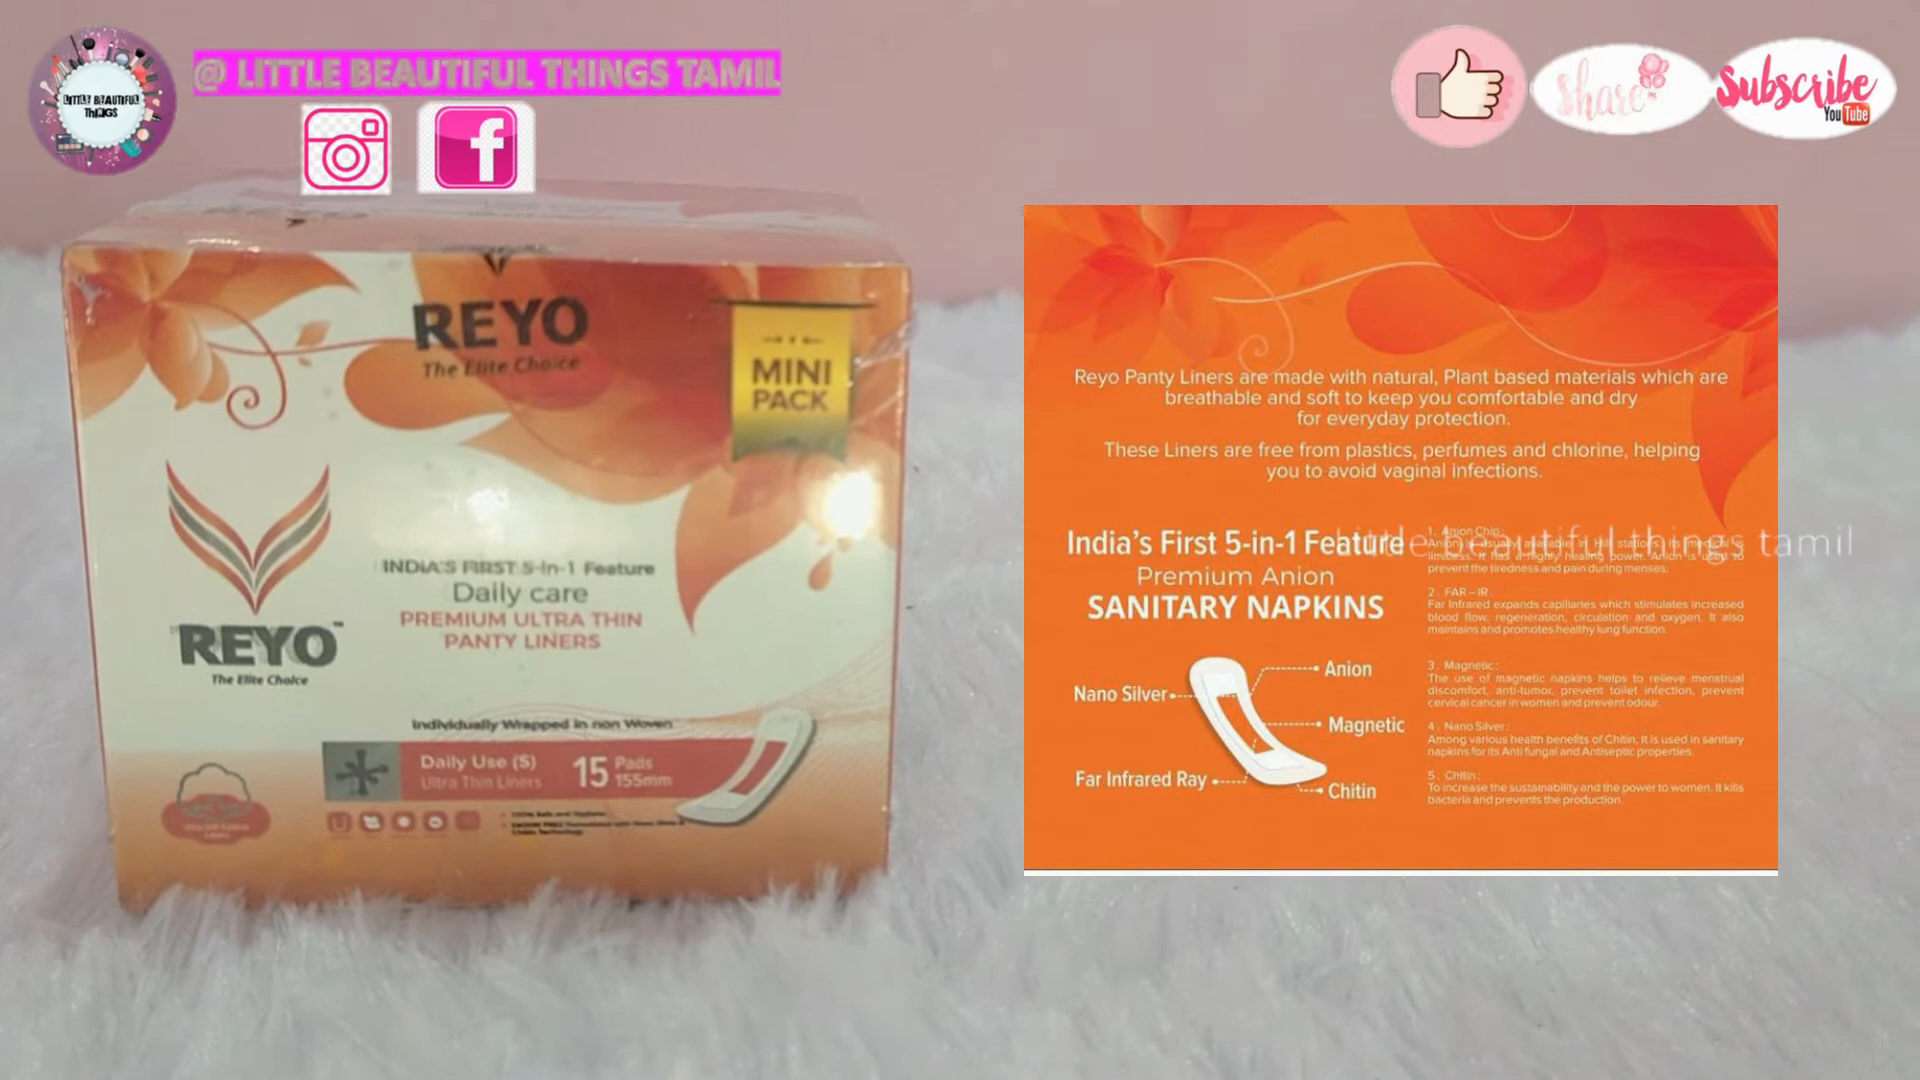 LITTLE BEAUTIFUL
THINGS
@ LITTLE BEAUTIFUL THINGS TAMIL
Share
Subscribe
You Tube
REYO
The Elite Choice
MINI
PACK
INDIA'S FIRST 5-in-1 Feature
Daily care
PREMIUM ULTRA THIN
PANTY LINERS
REYO™
The Elite Choice
Individually Wrapped in non Woven
Daily Use (S)
Ultra Thin Liners
15 Pads
155mm
Reyo Panty Liners are made with natural, Plant based materials which are
breathable and soft to keep you comfortable and dry
for everyday protection.
These Liners are free from plastics, perfumes and chlorine, helping
you to avoid vaginal infections.
India's First 5-in-1 Feature
Premium Anion
SANITARY NAPKINS
Nano Silver
Far Infrared Ray
Anion
Magnetic
Chitin
Little beautiful things tamil
1. Anion Chip:
prevent the tiredness and pain during menses.
2. FAR-IR
Far Infrared expands capillaries which stimulates increased
blood flow, regeneration, circulation and oxygen. It also
maintains and promotes healthy lung function.
3. Magnetic:
The use of magnetic napkins helps to relieve menstrual
discomfort, anti-tumor, prevent toilet infection, prevent
cervical cancer in women and prevent odour.
4. Nano Silver:
Among various health benefits of Chitin, It is used in sanitary
napkins for its Anti fungal and Antiseptic properties.
5. Chitin:
To increase the sustainability and the power to women. It kills
bacteria and prevents the production.